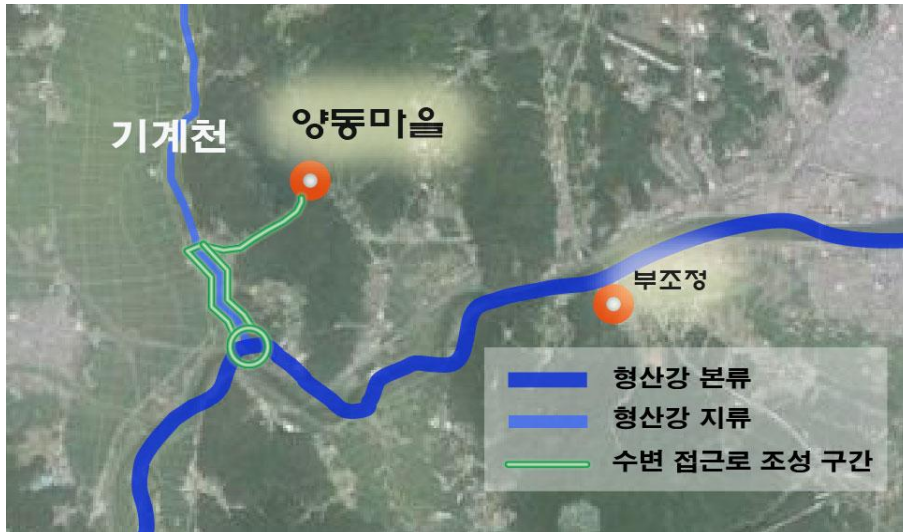 기계천
양동마을
부조정
형산강 본류
형산강 지류
수변 접근로 조성 구간